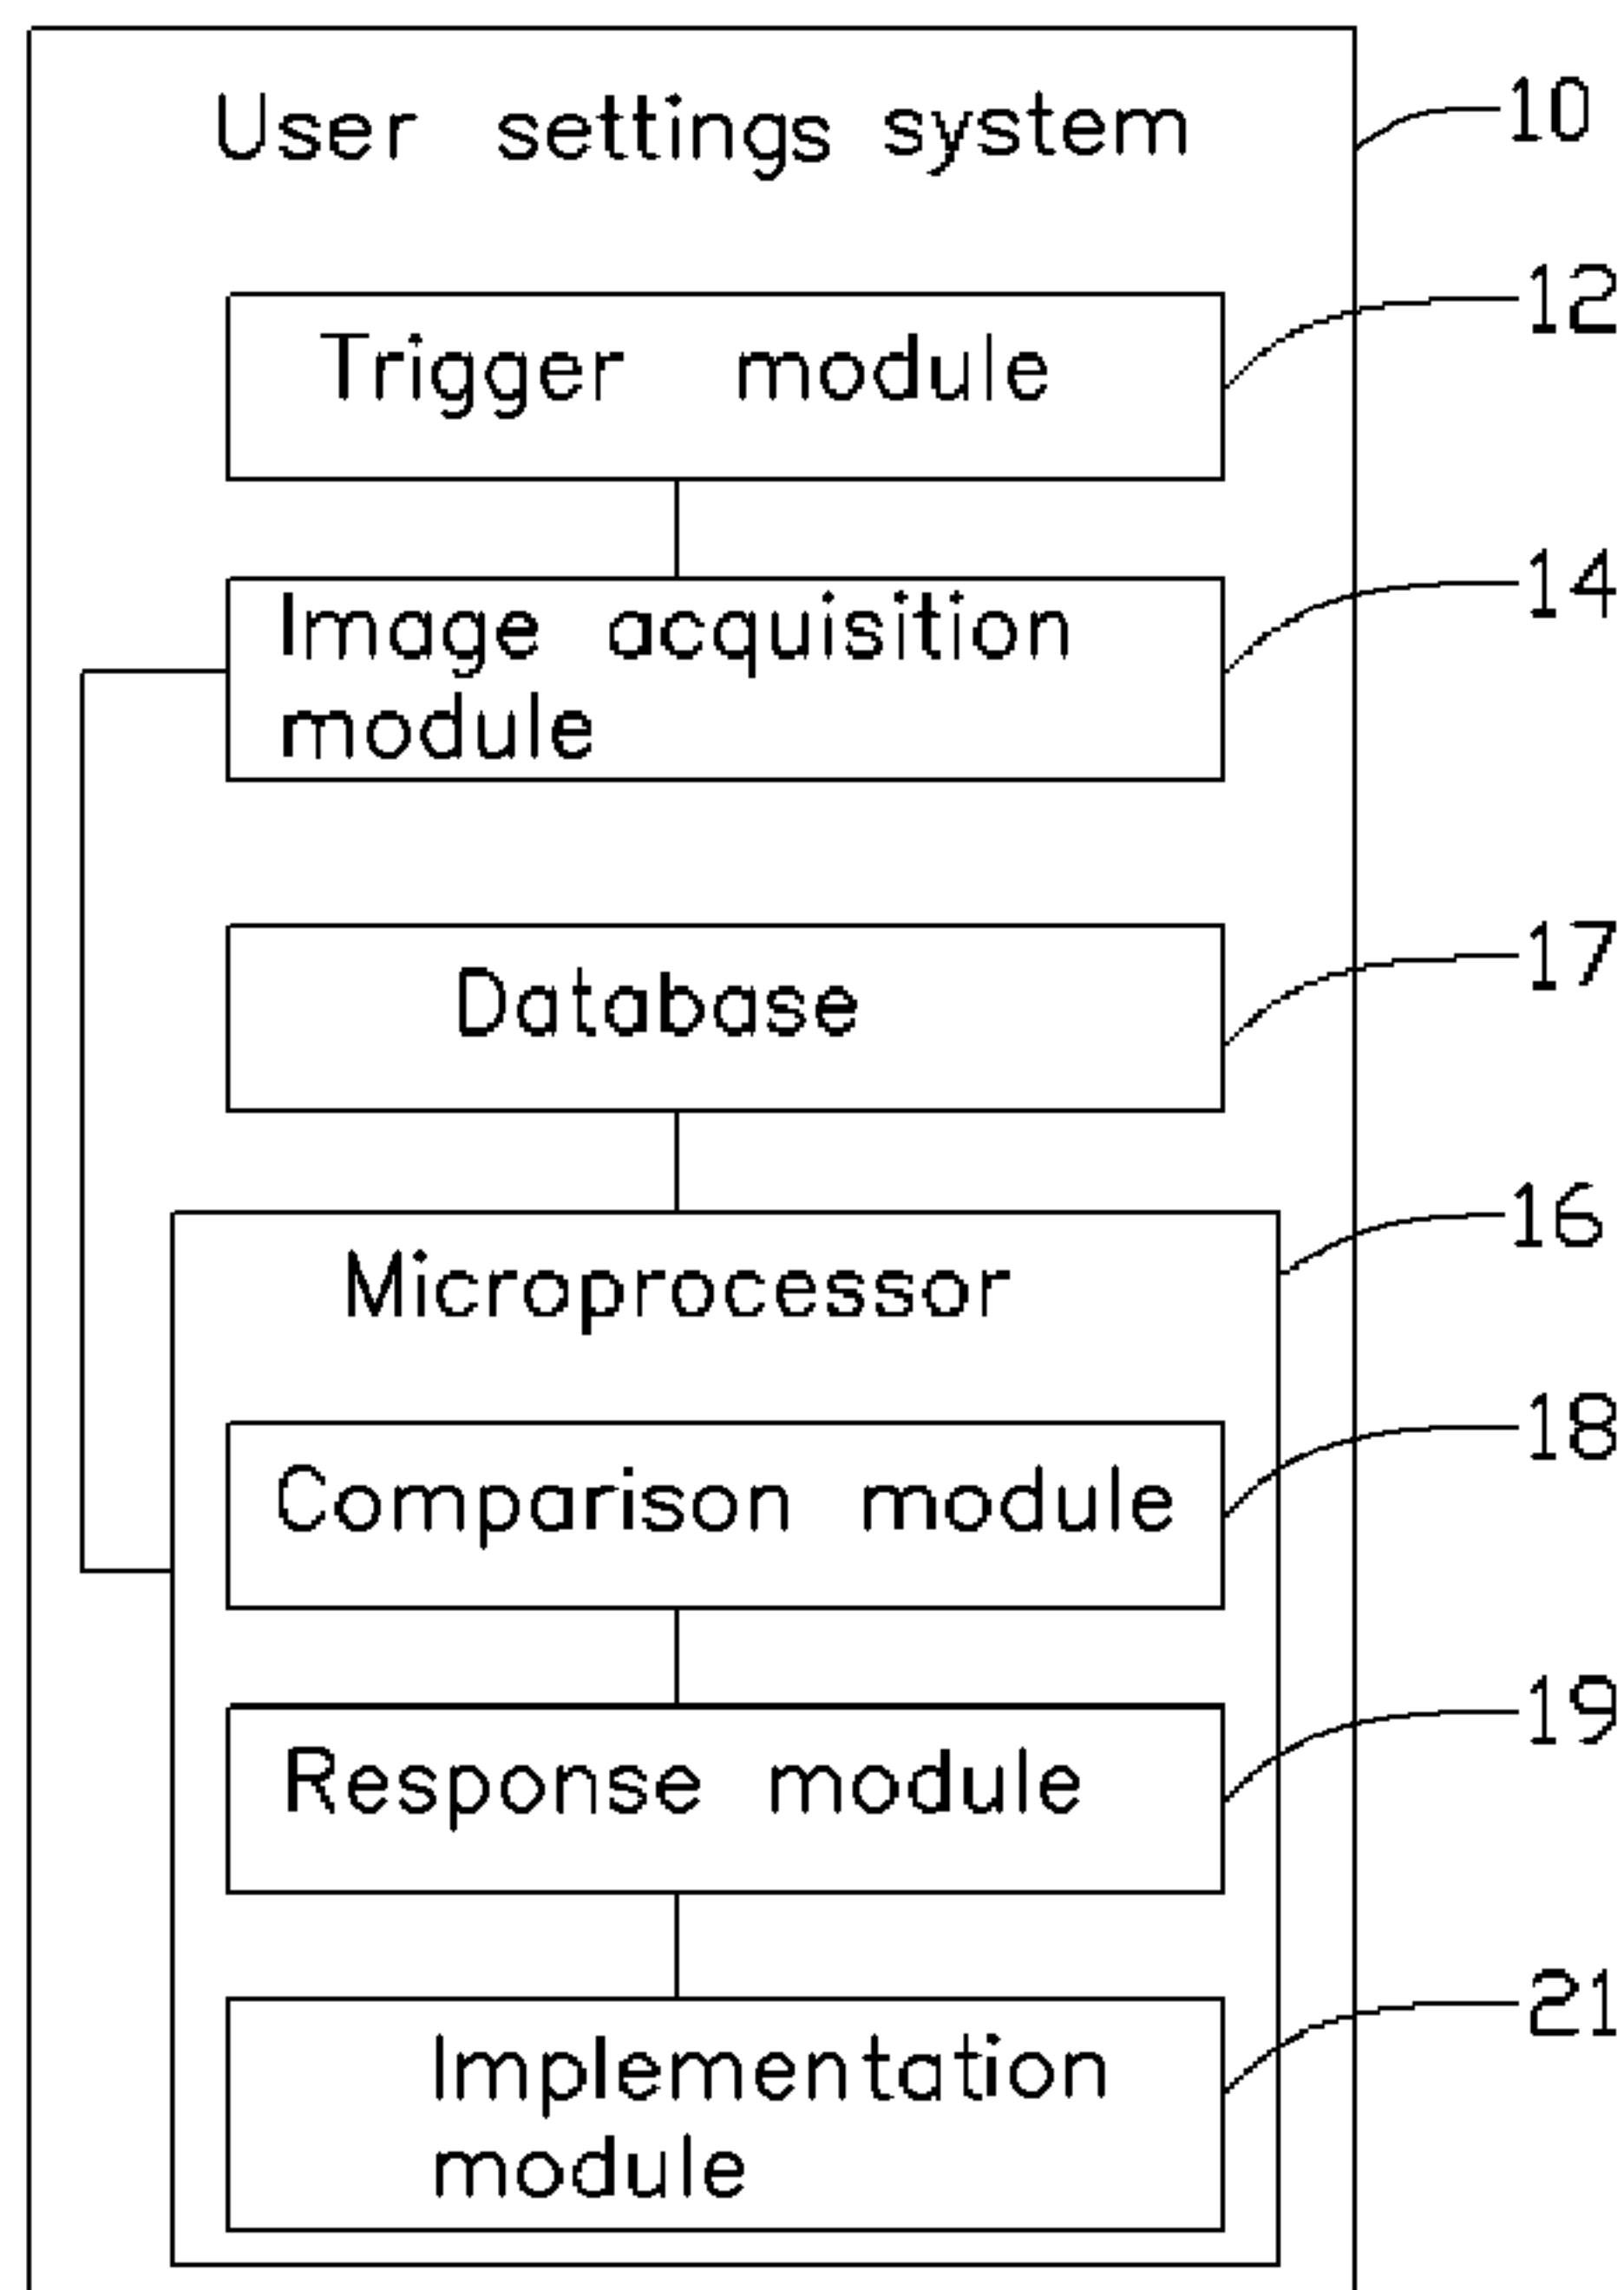 User settings system
10
Trigger module
12
Image acquisition
module
14
Database
17
Microprocessor
16
Comparison module
18
Response module
19
Implementation
module
21